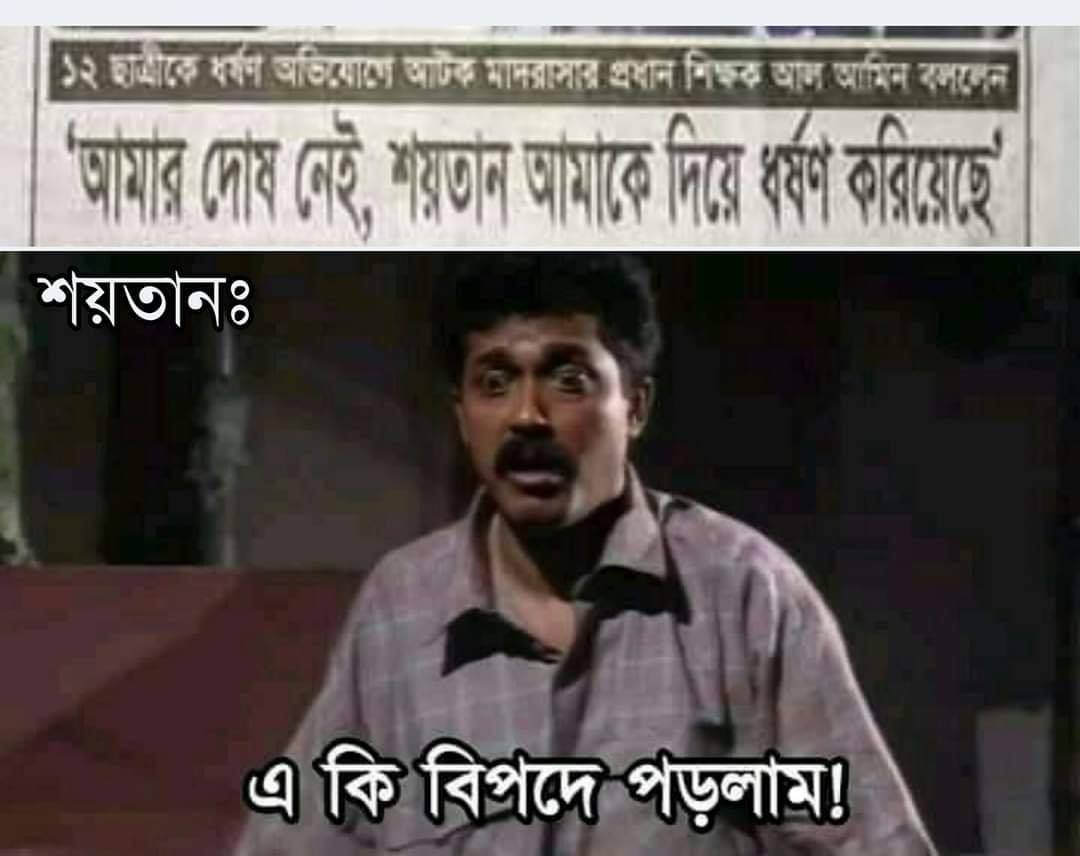 ১২ ছাত্রীকে ধর্ষণ অভিযোগে আটক মাদরাসার প্রধান শিক্ষক আল আমিন বললেন
'আমার দোষ নেই, শয়তান আমাকে দিয়ে ধর্ষণ করিয়েছে'
শয়তানঃ
এ কি বিপদে পড়লাম!